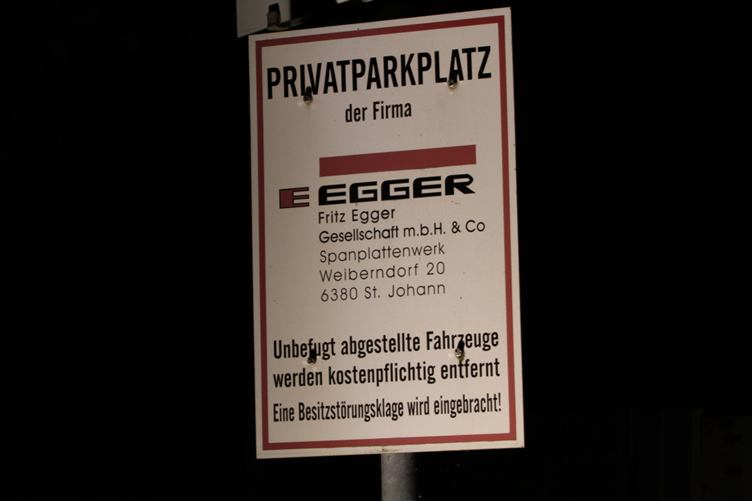 PRIVATPARKPLATZ
der Firma
E EGGER
Fritz Egger
Gesellschaft m.b.H. & Co
Spanplattenwerk
Weiberndorf 20
6380 St. Johann
Unbefugt abgestellte Fahrzeuge
werden kostenpflichtig entfernt
Eine Besitzstörungsklage wird eingebracht!